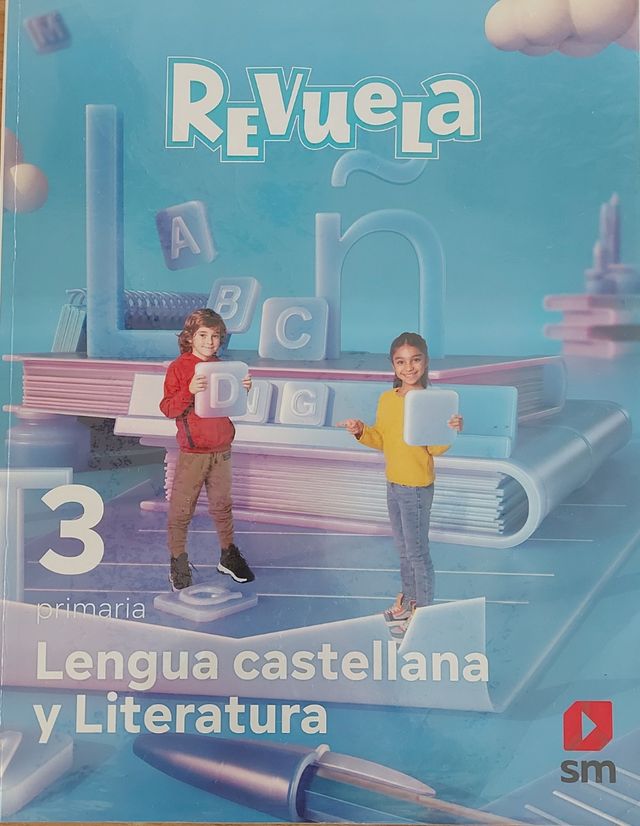 M
REVUELA
L ñ
A
B
C
D
G
3
primaria
Lengua castellana
y Literatura
sm